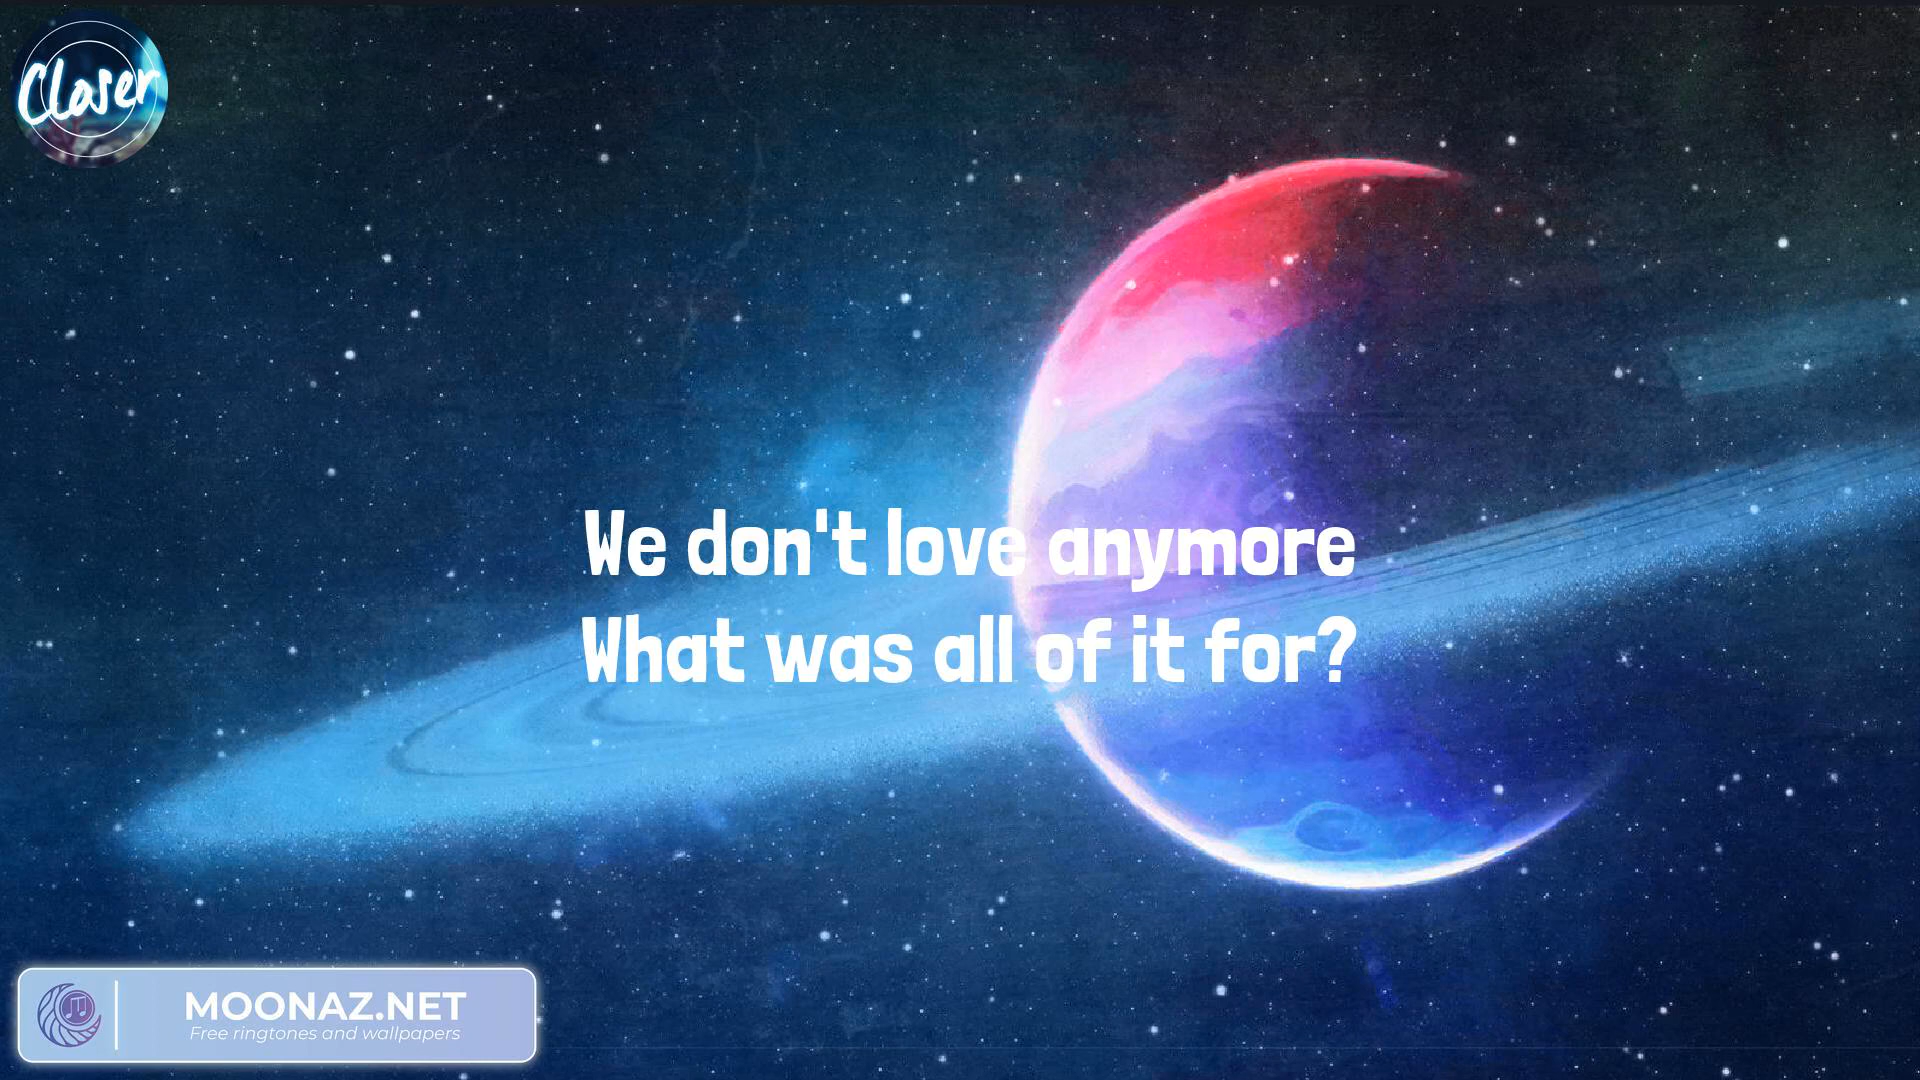 Closer
We don't love anymore
What was all of it for?
MOONAZ.NET
Free ringtones and wallpapers